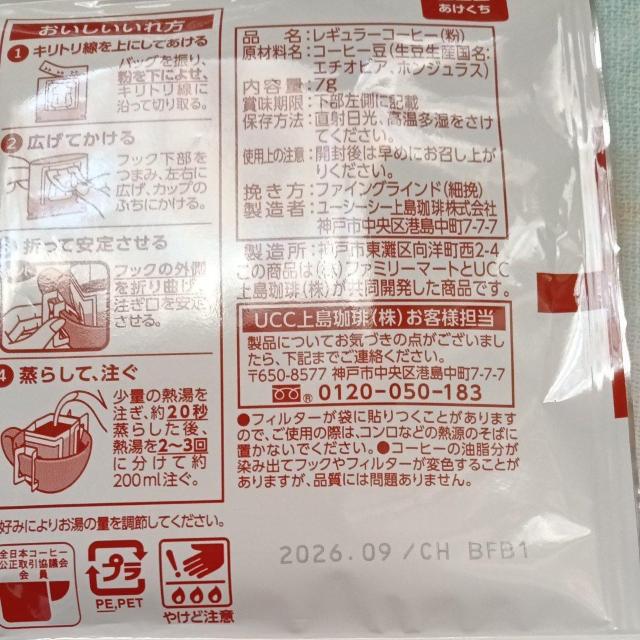 あけくち
おいしいいれ方
1 キリトリ線を上にしてあける
バッグを振り、
粉を下によせ、
キリトリ線に
沿って切り取る。
2 広げてかける
フック下部を
つまみ、左右に
広げ、カップの
ふちにかける。
折って安定させる
フックの外側
を折り曲げ、
注ぎ口を安定
させる。
4 蒸らして、注ぐ
少量の熱湯を
注ぎ、約20秒
蒸らした後、
熱湯を2〜3回
に分けて約
200ml注ぐ。
好みによりお湯の量を調節してください。
全日本コーヒー
公正取引協議会
会員
プラ
PE,PET
やけど注意
品名:レギュラーコーヒー(粉)
原材料名:コーヒー豆(生豆生産国名:
エチオピア、ホンジュラス)
内容量:7g
賞味期限:下部左側に記載
保存方法:直射日光、高温多湿をさけ
てください。
使用上の注意:開封後は早めにお召し上が
りください。
挽き方:ファイングラインド(細挽)
製造者:ユーシーシー上島珈琲株式会社
神戸市中央区港島中町7-7-7
製造所:神戸市東灘区向洋町西2-4
この商品は(株)ファミリーマートとUCC
上島珈琲(株)が共同開発した商品です。
UCC上島珈琲(株)お客様担当
製品についてお気づきの点がございまし
たら、下記までご連絡ください。
〒650-8577 神戸市中央区港島中町7-7-7
® 0120-050-183
●フィルターが袋に貼りつくことがあります
ので、ご使用の際は、コンロなどの熱源のそばに
置かないでください。●コーヒーの油脂分が
染み出てフックやフィルターが変色することが
ありますが、品質には問題ありません。
2026.09/CH BFB1